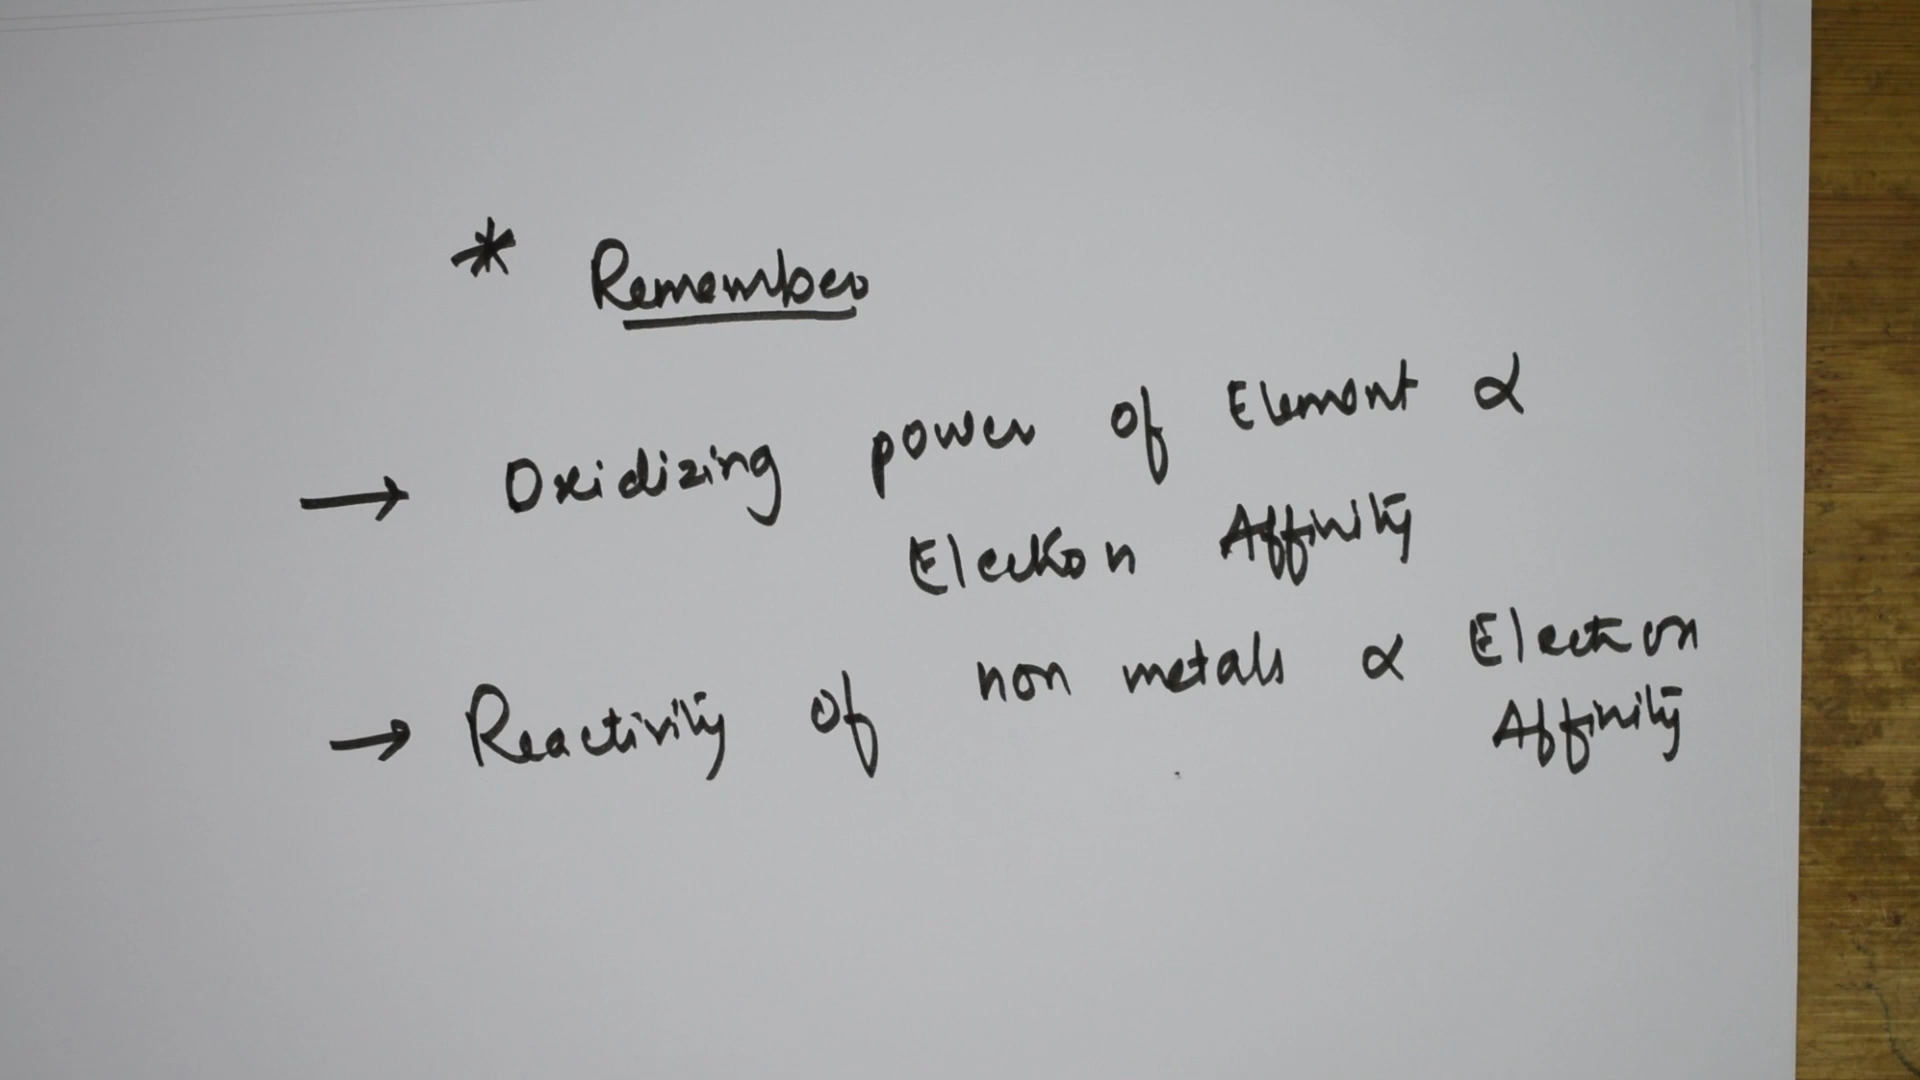 * Remember
→ Oxidizing power of Element ∝
Electron Affinity
→ Reactivity of non metals ∝ Electron
Affinity